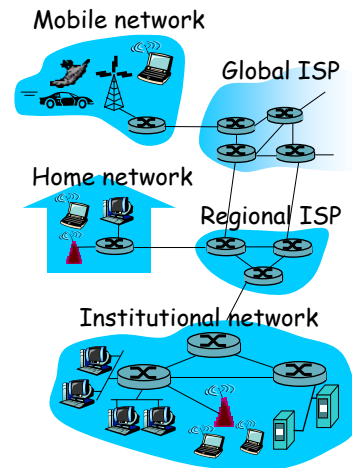 Mobile network
Global ISP
Home network
Regional ISP
Institutional network